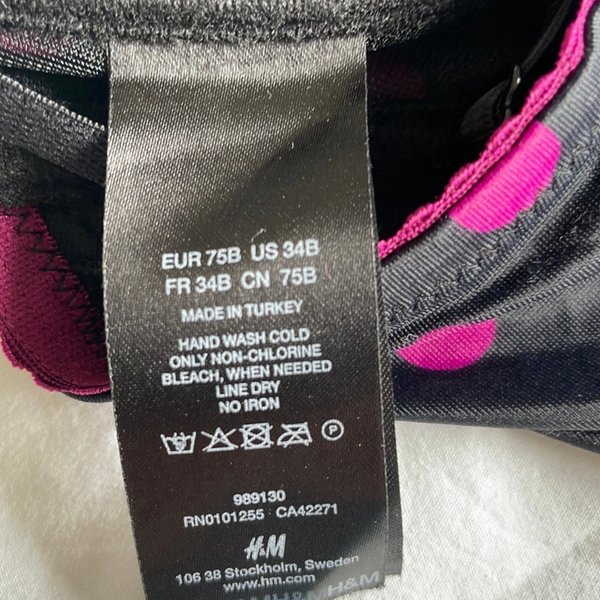 EUR 75B US 34B
FR 34B CN 75B
MADE IN TURKEY
HAND WASH COLD
ONLY NON-CHLORINE
BLEACH, WHEN NEEDED
LINE DRY
NO IRON
P
989130
RN0101255 CA42271
H&M
106 38 Stockholm, Sweden
www.hm.com
H&M